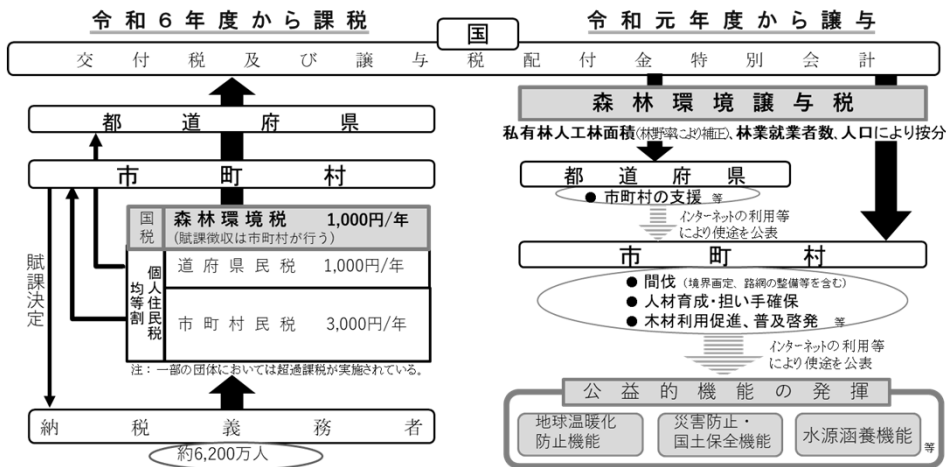 令和６年度から課税
令和元年度から譲与
国
交付税及び譲与税配付金特別会計
都道府県
市町村
国税
森林環境税 1,000円/年
(賦課徴収は市町村が行う)
個人住民税
均等割
道府県民税 1,000円/年
市町村民税 3,000円/年
賦課決定
注：一部の団体においては超過課税が実施されている。
納税義務者
約6,200万人
森林環境譲与税
私有林人工林面積(林野率により補正)、林業就業者数、人口により按分
都道府県
● 市町村の支援 等
インターネットの利用等
により使途を公表
市町村
● 間伐（境界画定、路網の整備等を含む）
● 人材育成・担い手確保
● 木材利用促進、普及啓発 等
インターネットの利用等
により使途を公表
公益的機能の発揮
地球温暖化
防止機能
災害防止・
国土保全機能
水源涵養機能
等